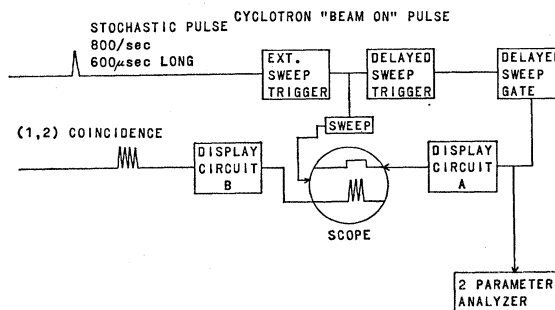 CYCLOTRON "BEAM ON" PULSE
STOCHASTIC PULSE
800/sec
600μsec LONG
EXT.
SWEEP
TRIGGER
DELAYED
SWEEP
TRIGGER
DELAYED
SWEEP
GATE
SWEEP
(1,2) COINCIDENCE
DISPLAY
CIRCUIT
B
DISPLAY
CIRCUIT
A
SCOPE
2 PARAMETER
ANALYZER